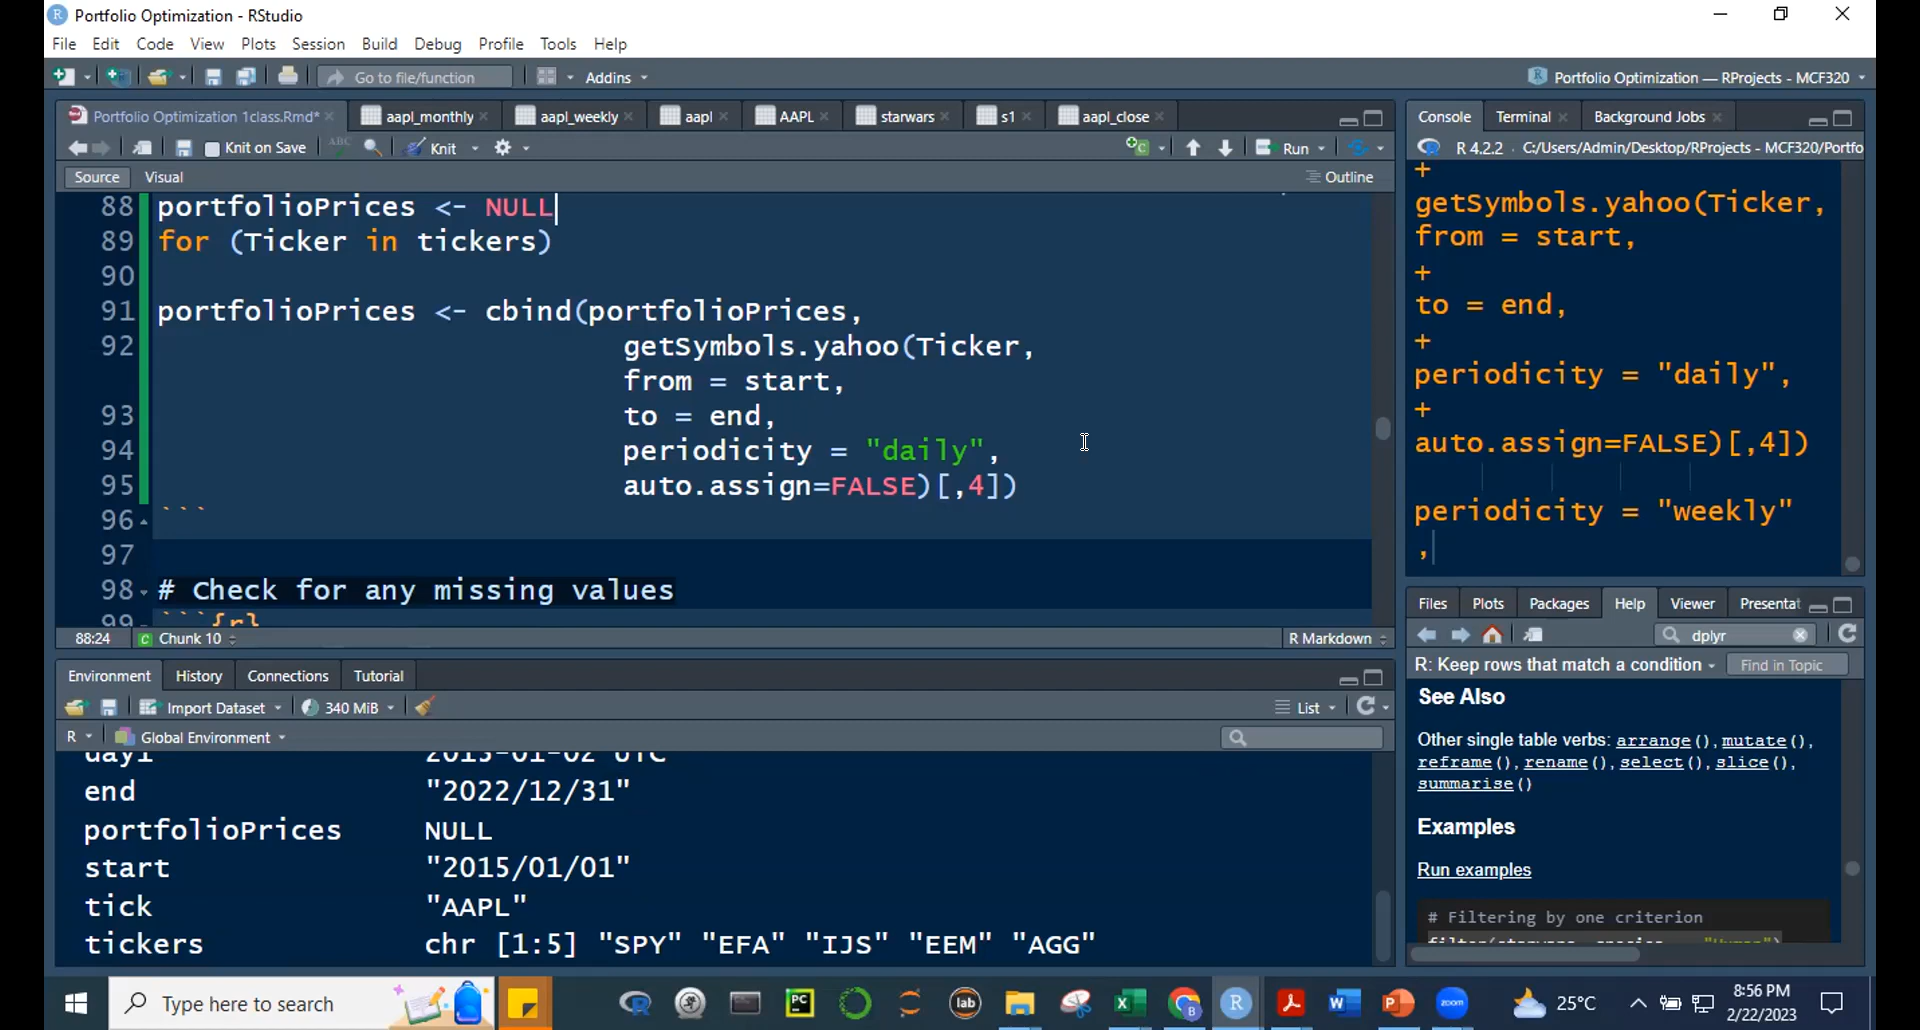 Portfolio Optimization - RStudio
File Edit Code View Plots Session Build Debug Profile Tools Help
Go to file/function Addins Portfolio Optimization — RProjects - MCF320
Portfolio Optimization 1class.Rmd* aapl_monthly aapl_weekly aapl AAPL starwars s1 aapl_close
Knit on Save ABC Knit Run
Source Visual Outline
88 portfolioPrices <- NULL
89 for (Ticker in tickers)
90
91 portfolioPrices <- cbind(portfolioPrices,
92 getSymbols.yahoo(Ticker,
from = start,
93 to = end,
94 periodicity = "daily",
95 auto.assign=FALSE)[,4])
96 ```
97
98 # Check for any missing values
99 ```{r}
88:24 Chunk 10 R Markdown
Environment History Connections Tutorial
Import Dataset 340 MiB List
R Global Environment
day1 2015-01-02 UTC
end "2022/12/31"
portfolioPrices NULL
start "2015/01/01"
tick "AAPL"
tickers chr [1:5] "SPY" "EFA" "IJS" "EEM" "AGG"
Console Terminal Background Jobs
R 4.2.2 · C:/Users/Admin/Desktop/RProjects - MCF320/Portfo
+
getSymbols.yahoo(Ticker,
from = start,
+
to = end,
+
periodicity = "daily",
+
auto.assign=FALSE)[,4])
periodicity = "weekly"
,
Files Plots Packages Help Viewer Presentat
dplyr
R: Keep rows that match a condition Find in Topic
See Also
Other single table verbs: arrange(), mutate(),
reframe(), rename(), select(), slice(),
summarise()
Examples
Run examples
# Filtering by one criterion
filter(starwars, species == "Human")
Type here to search PC lab zoom 25°C 8:56 PM
2/22/2023